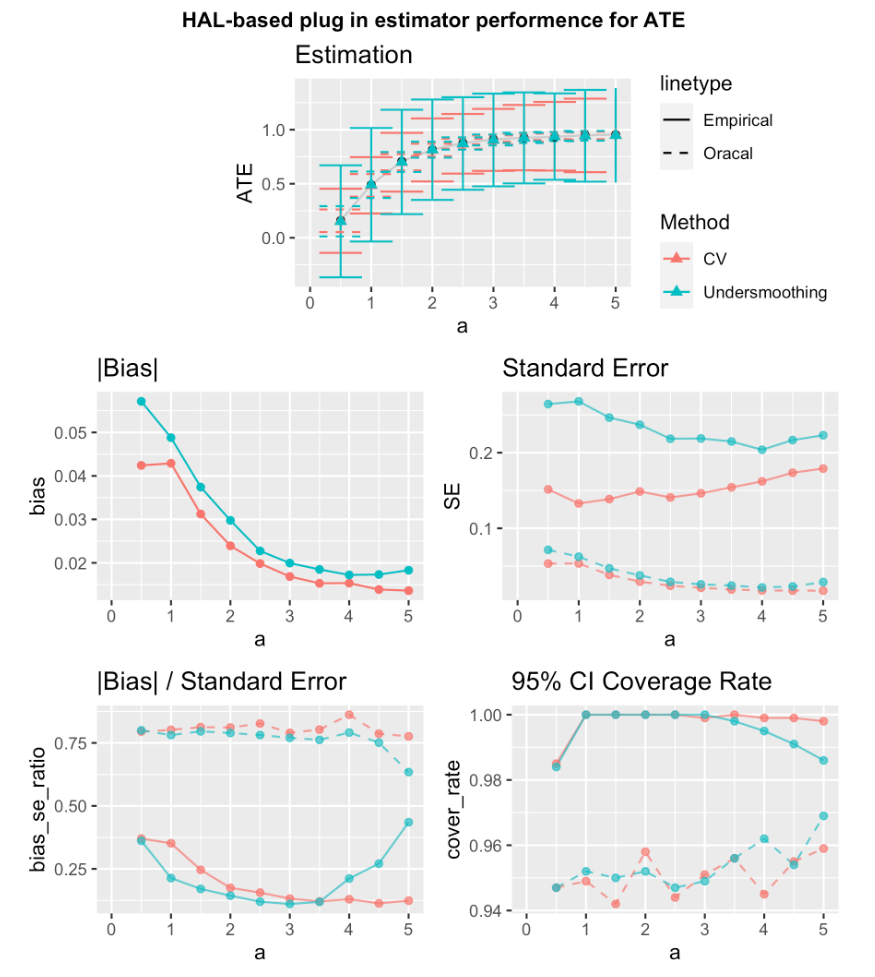 HAL-based plug in estimator performence for ATE
Estimation
ATE
1.0
0.5
0.0
0 1 2 3 4 5
a
linetype
Empirical
Oracal
Method
CV
Undersmoothing
|Bias|
bias
0.05
0.04
0.03
0.02
0 1 2 3 4 5
a
Standard Error
SE
0.2
0.1
0 1 2 3 4 5
a
|Bias| / Standard Error
bias_se_ratio
0.75
0.50
0.25
0 1 2 3 4 5
a
95% CI Coverage Rate
cover_rate
1.00
0.98
0.96
0.94
0 1 2 3 4 5
a